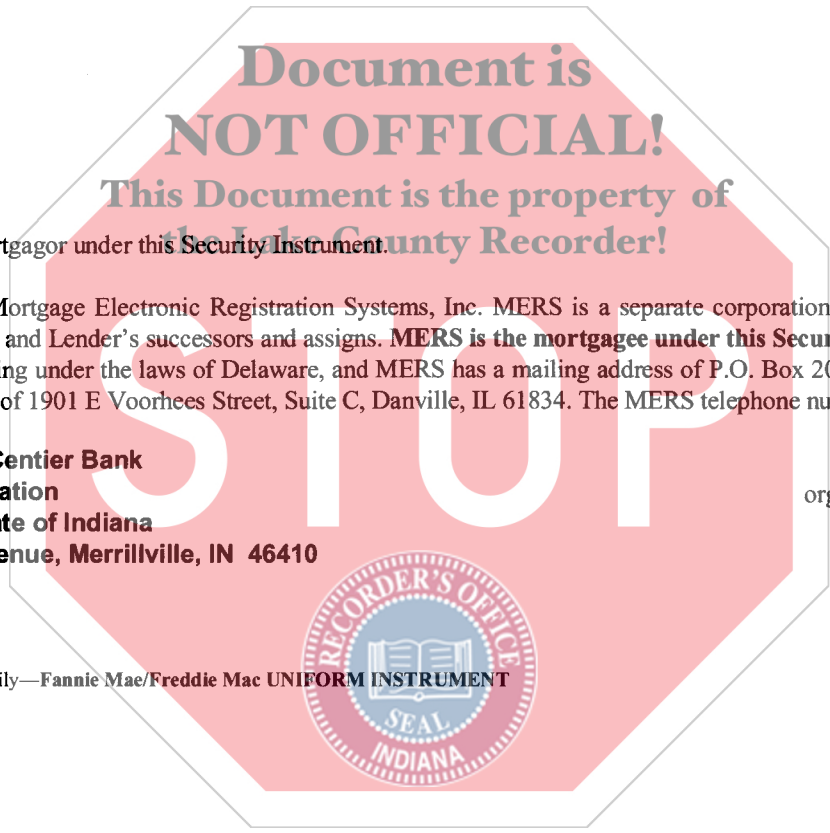 Document is
NOT OFFICIAL!
This Document is the property of
the Lake County Recorder!
rtgagor under this Security Instrument.
Mortgage Electronic Registration Systems, Inc. MERS is a separate corporation
and Lender's successors and assigns. MERS is the mortgagee under this Secur
ing under the laws of Delaware, and MERS has a mailing address of P.O. Box 20
of 1901 E Voorhees Street, Suite C, Danville, IL 61834. The MERS telephone nu
STOP
Centier Bank
ation
org
te of Indiana
enue, Merrillville, IN 46410
RECORDER'S OFFICE
SEAL
INDIANA
ily—Fannie Mae/Freddie Mac UNIFORM INSTRUMENT